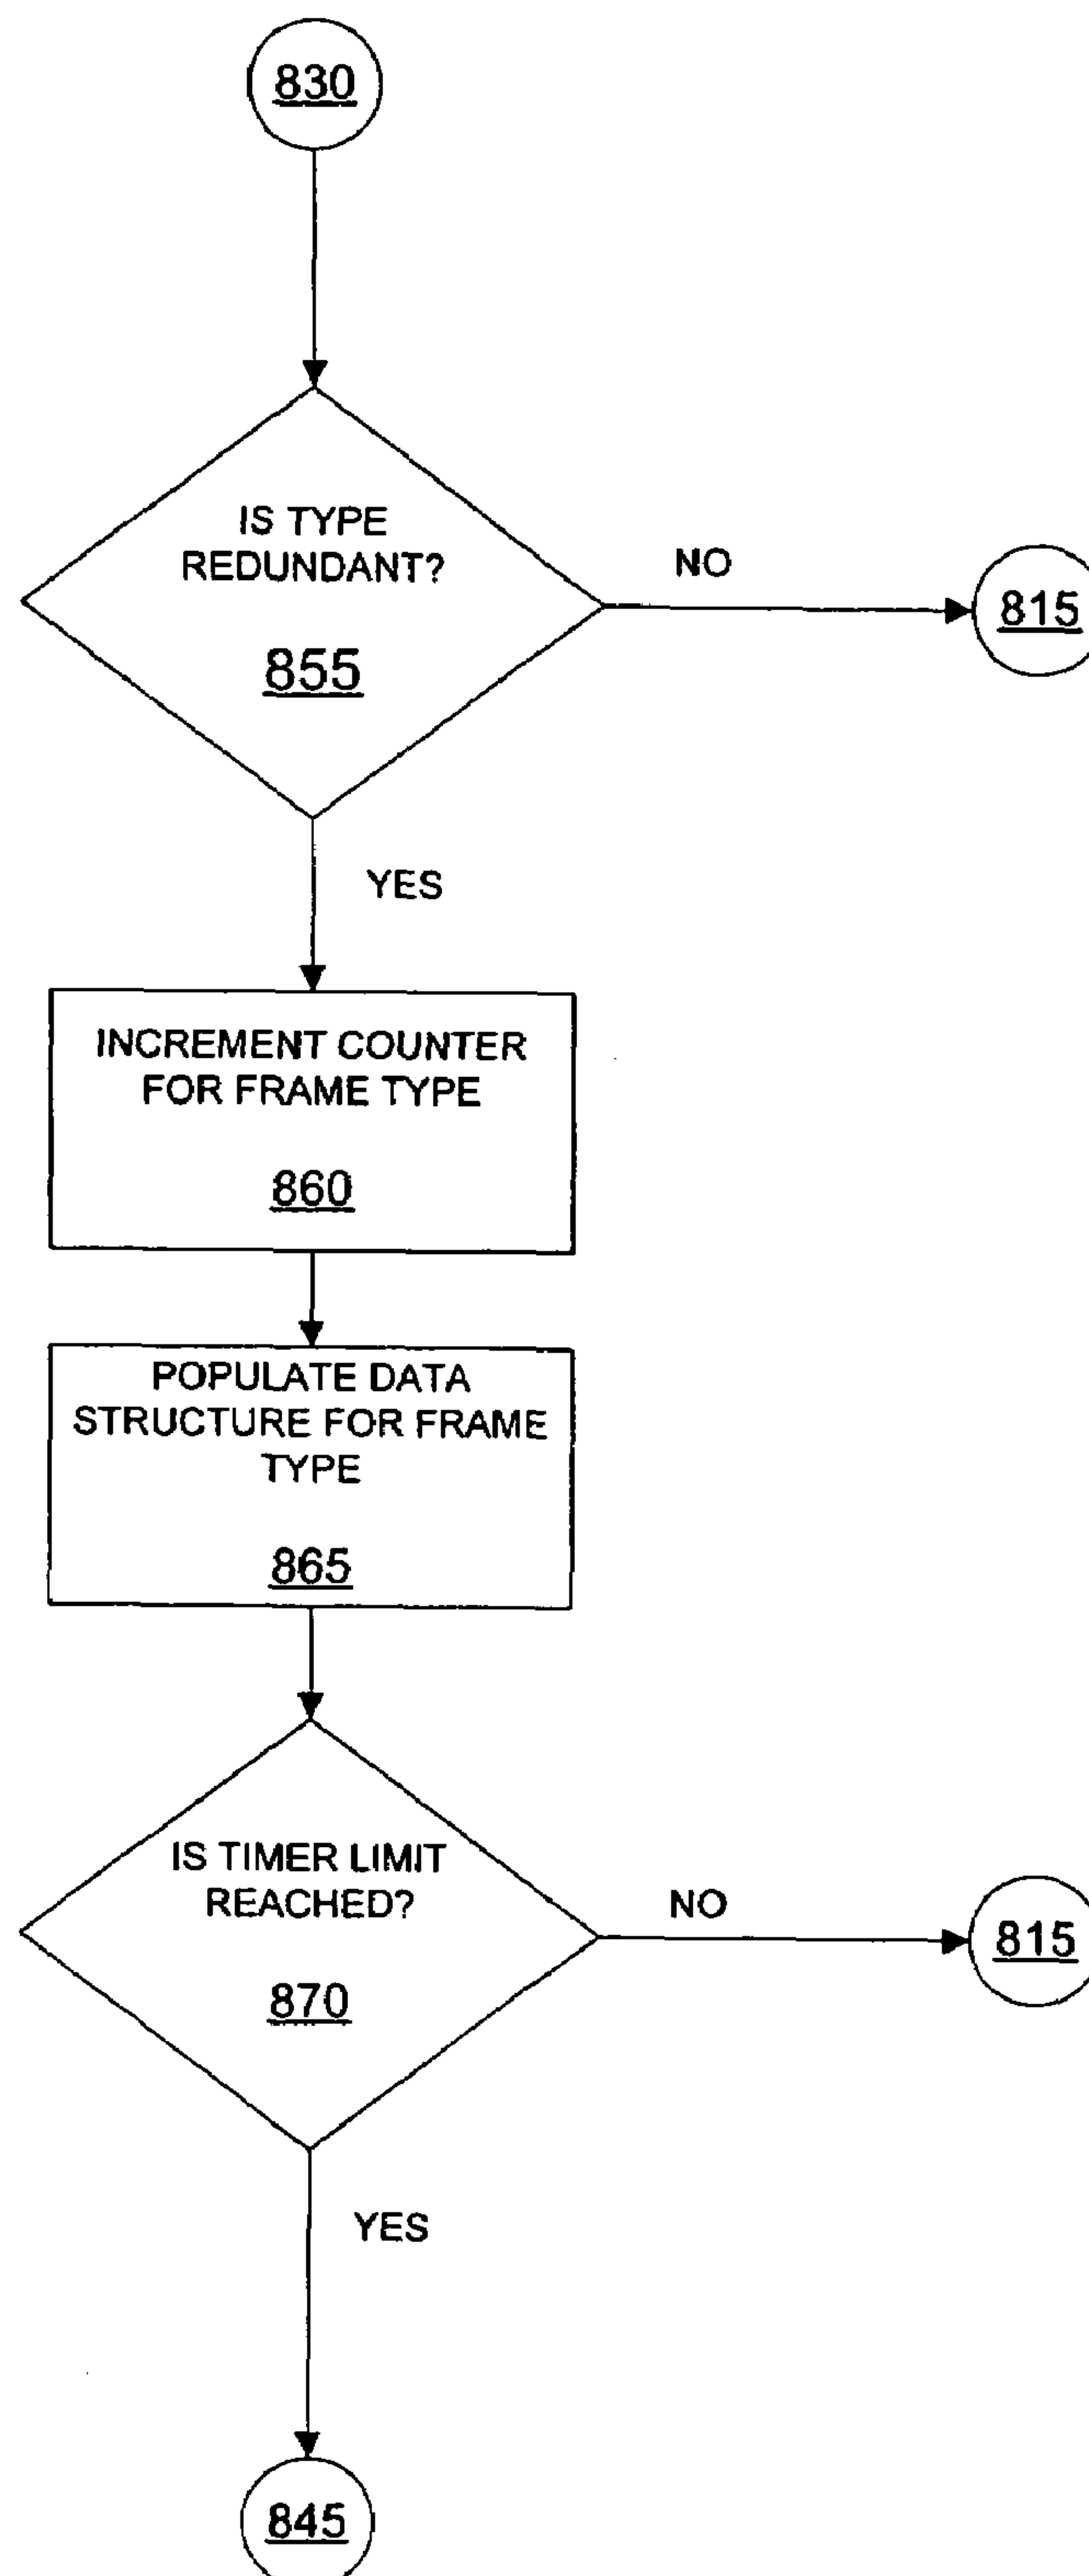 830
IS TYPE
REDUNDANT?
855
NO
815
YES
INCREMENT COUNTER
FOR FRAME TYPE
860
POPULATE DATA
STRUCTURE FOR FRAME
TYPE
865
IS TIMER LIMIT
REACHED?
870
NO
815
YES
845